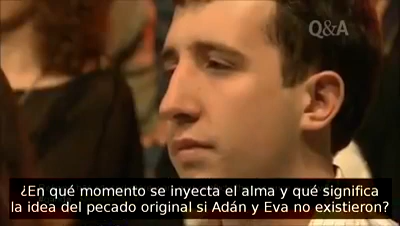 Q&A
¿En qué momento se inyecta el alma y qué significa
la idea del pecado original si Adán y Eva no existieron?